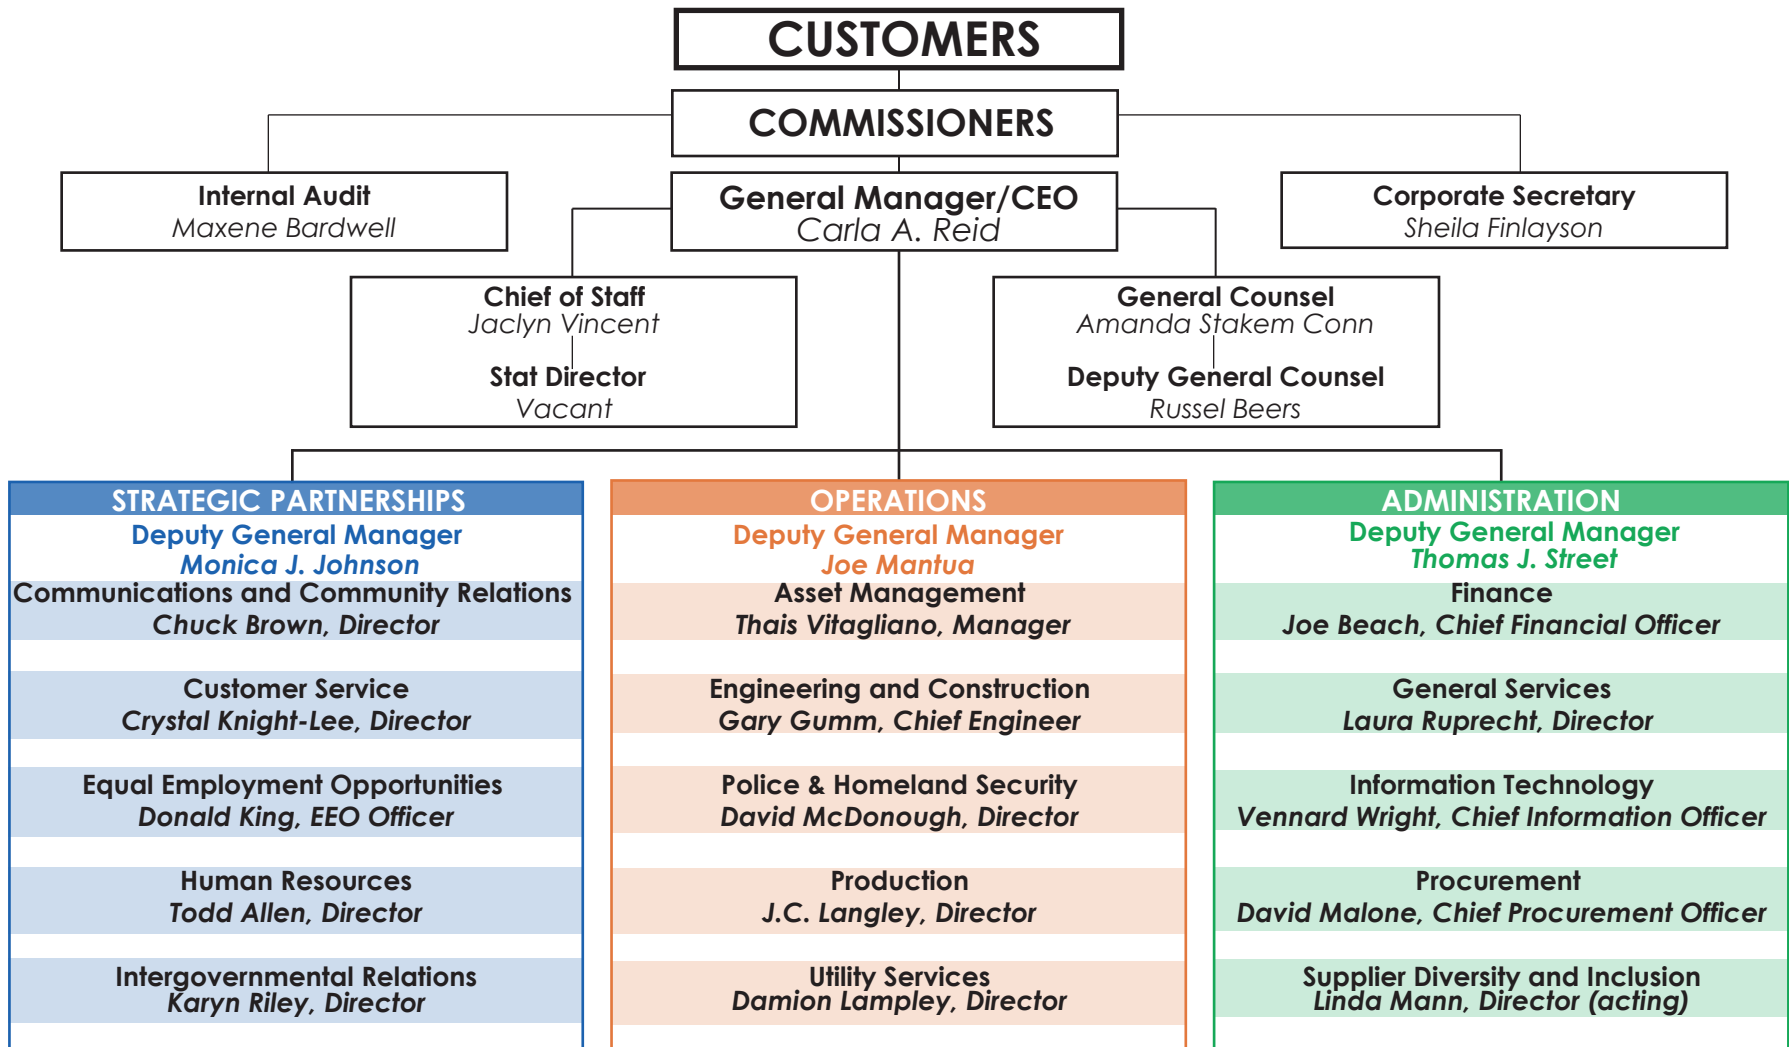 CUSTOMERS
COMMISSIONERS
Internal Audit
Maxene Bardwell
General Manager/CEO
Carla A. Reid
Corporate Secretary
Sheila Finlayson
Chief of Staff
Jaclyn Vincent
Stat Director
Vacant
General Counsel
Amanda Stakem Conn
Deputy General Counsel
Russel Beers
STRATEGIC PARTNERSHIPS
Deputy General Manager
Monica J. Johnson
Communications and Community Relations
Chuck Brown, Director
Customer Service
Crystal Knight-Lee, Director
Equal Employment Opportunities
Donald King, EEO Officer
Human Resources
Todd Allen, Director
Intergovernmental Relations
Karyn Riley, Director
OPERATIONS
Deputy General Manager
Joe Mantua
Asset Management
Thais Vitagliano, Manager
Engineering and Construction
Gary Gumm, Chief Engineer
Police & Homeland Security
David McDonough, Director
Production
J.C. Langley, Director
Utility Services
Damion Lampley, Director
ADMINISTRATION
Deputy General Manager
Thomas J. Street
Finance
Joe Beach, Chief Financial Officer
General Services
Laura Ruprecht, Director
Information Technology
Vennard Wright, Chief Information Officer
Procurement
David Malone, Chief Procurement Officer
Supplier Diversity and Inclusion
Linda Mann, Director (acting)